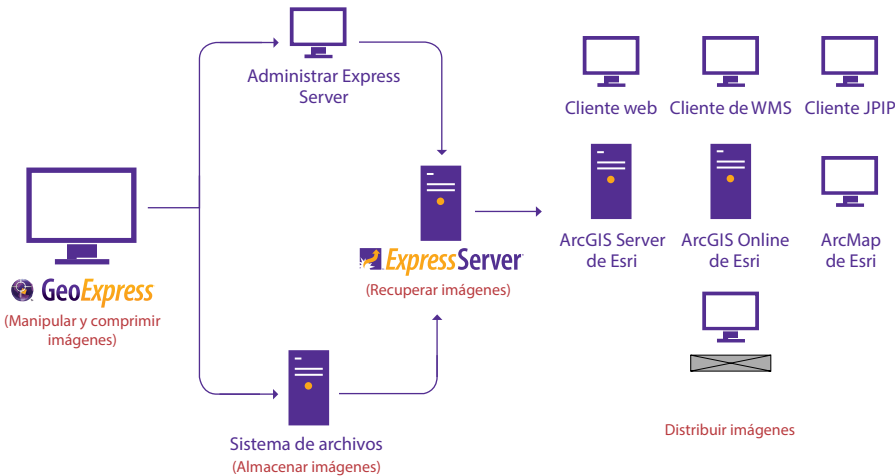 Administrar Express
Server
Cliente web
Cliente de WMS
Cliente JPIP
GeoExpress
(Manipular y comprimir
imágenes)
ExpressServer
(Recuperar imágenes)
ArcGIS Server
de Esri
ArcGIS Online
de Esri
ArcMap
de Esri
Sistema de archivos
(Almacenar imágenes)
Distribuir imágenes